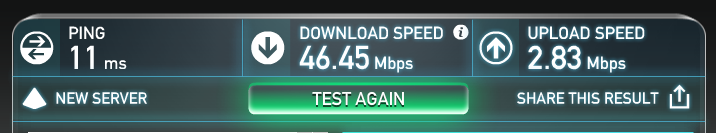 PING
11 ms
DOWNLOAD SPEED i
46.45 Mbps
UPLOAD SPEED
2.83 Mbps
NEW SERVER
TEST AGAIN
SHARE THIS RESULT